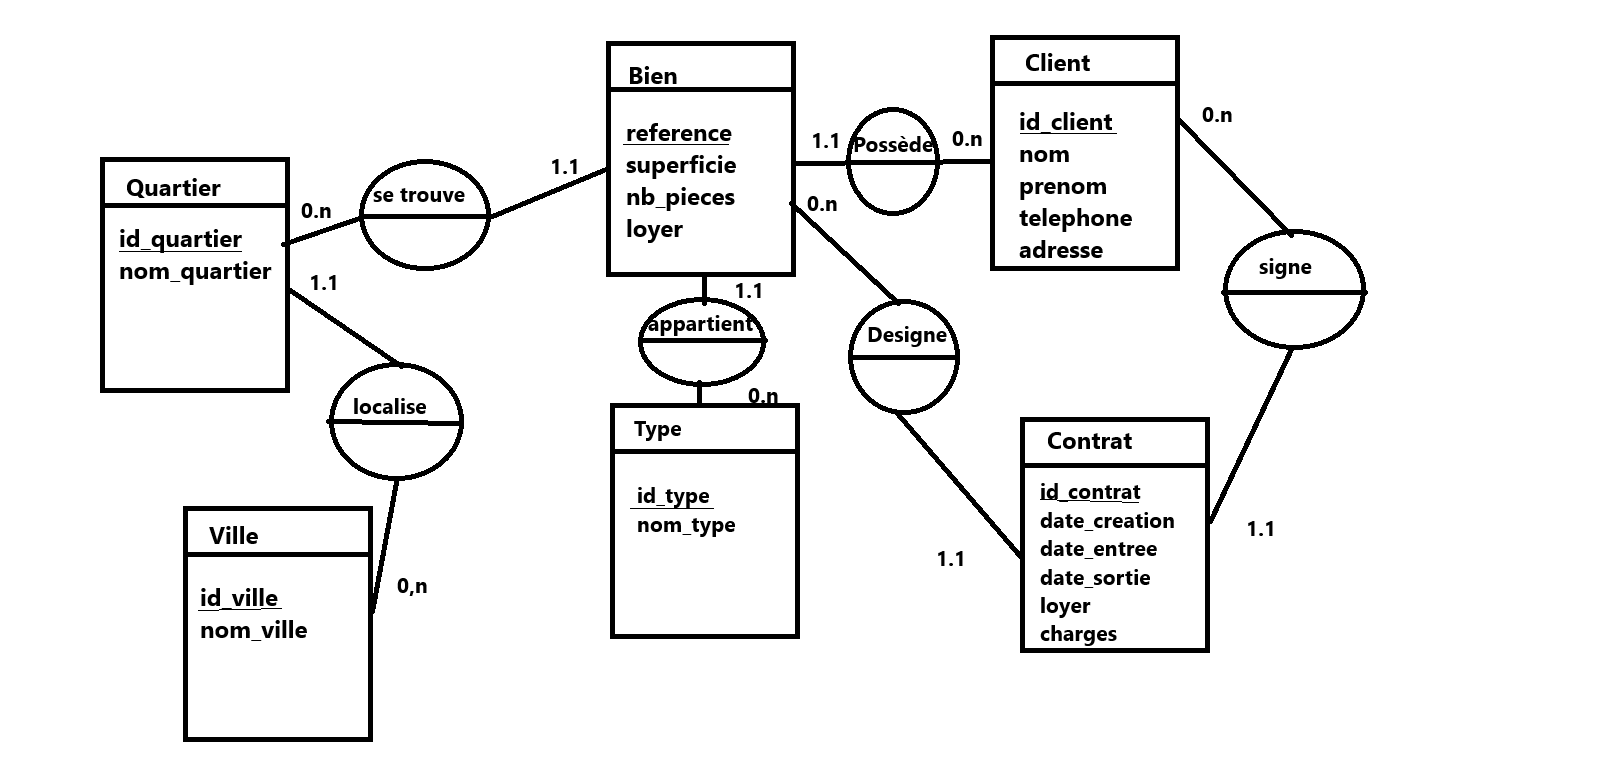 Quartier
id_quartier
nom_quartier
0.n
se trouve
1.1
1.1
localise
0,n
Ville
id_ville
nom_ville
Bien
reference
superficie
nb_pieces
loyer
1.1
appartient
0.n
Type
id_type
nom_type
1.1
Possède
0.n
0.n
Designe
1.1
Client
id_client
nom
prenom
telephone
adresse
0.n
signe
1.1
Contrat
id_contrat
date_creation
date_entree
date_sortie
loyer
charges